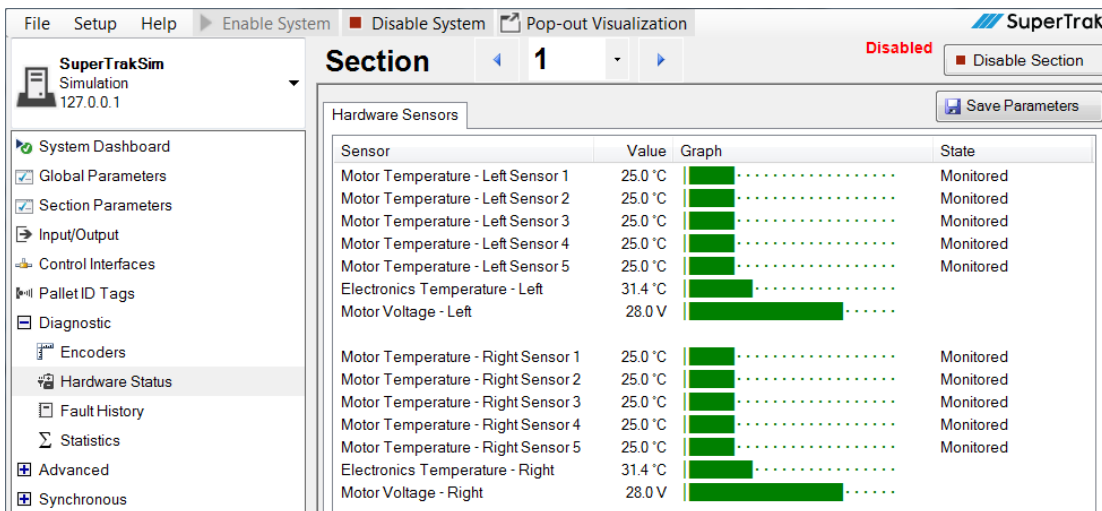 File Setup Help Enable System Disable System Pop-out Visualization SuperTrak
SuperTrakSim
Simulation
127.0.0.1
System Dashboard
Global Parameters
Section Parameters
Input/Output
Control Interfaces
Pallet ID Tags
Diagnostic
Encoders
Hardware Status
Fault History
Σ Statistics
Advanced
Synchronous
Section 1 Disabled Disable Section
Save Parameters
Hardware Sensors
Sensor Value Graph State
Motor Temperature - Left Sensor 1 25.0 °C Monitored
Motor Temperature - Left Sensor 2 25.0 °C Monitored
Motor Temperature - Left Sensor 3 25.0 °C Monitored
Motor Temperature - Left Sensor 4 25.0 °C Monitored
Motor Temperature - Left Sensor 5 25.0 °C Monitored
Electronics Temperature - Left 31.4 °C
Motor Voltage - Left 28.0 V
Motor Temperature - Right Sensor 1 25.0 °C Monitored
Motor Temperature - Right Sensor 2 25.0 °C Monitored
Motor Temperature - Right Sensor 3 25.0 °C Monitored
Motor Temperature - Right Sensor 4 25.0 °C Monitored
Motor Temperature - Right Sensor 5 25.0 °C Monitored
Electronics Temperature - Right 31.4 °C
Motor Voltage - Right 28.0 V